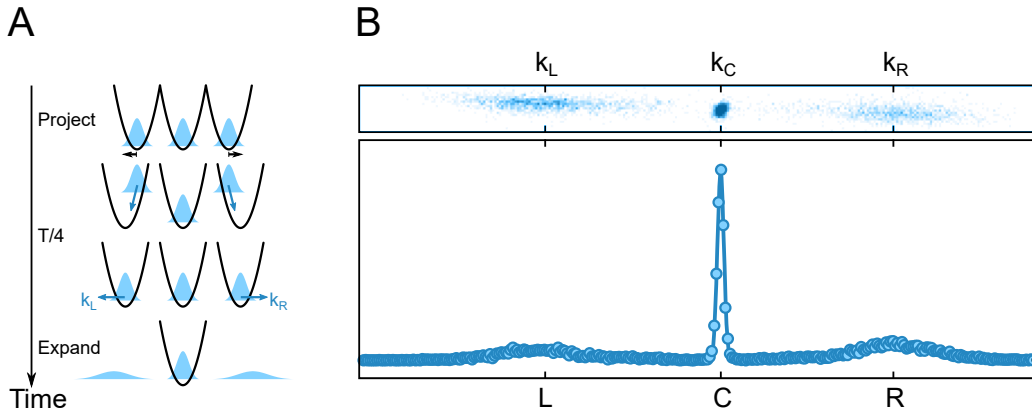 A
Project
T/4
k_L
k_R
Expand
Time
B
k_L k_C k_R
L C R